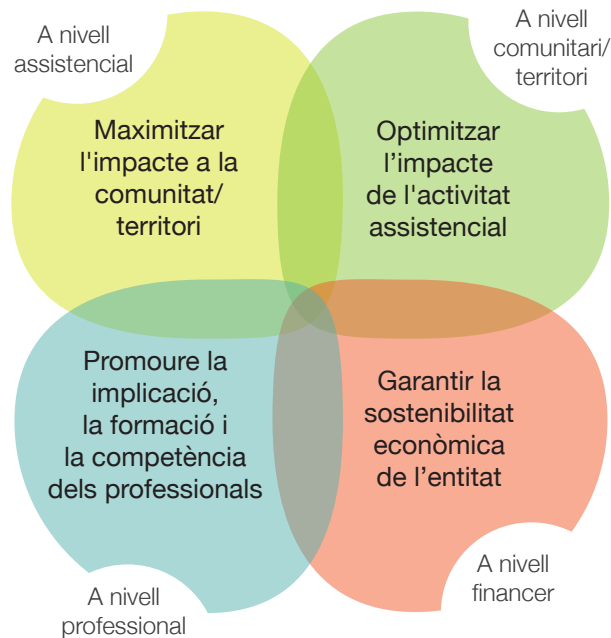 A nivell
assistencial
A nivell
comunitari/
territori
Maximitzar
l'impacte a la
comunitat/
territori
Optimitzar
l’impacte
de l'activitat
assistencial
Promoure la
implicació,
la formació i
la competència
dels professionals
Garantir la
sostenibilitat
econòmica
de l’entitat
A nivell
professional
A nivell
financer